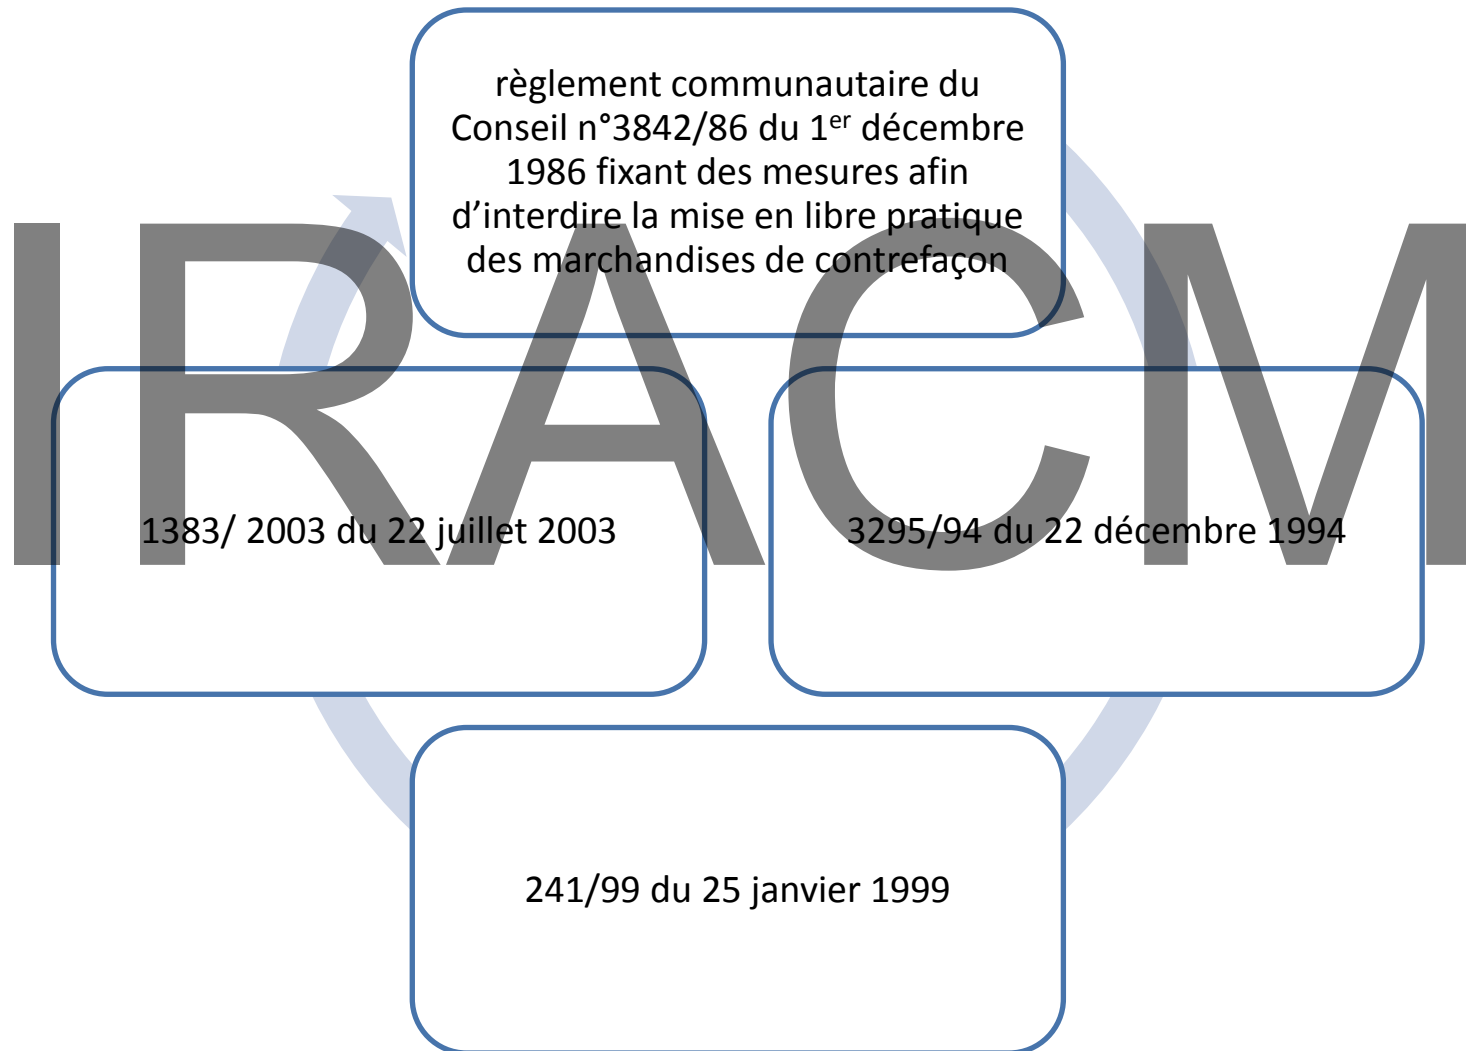 règlement communautaire du
Conseil n°3842/86 du 1er décembre
1986 fixant des mesures afin
d’interdire la mise en libre pratique
des marchandises de contrefaçon
IRACM
1383/ 2003 du 22 juillet 2003
3295/94 du 22 décembre 1994
241/99 du 25 janvier 1999